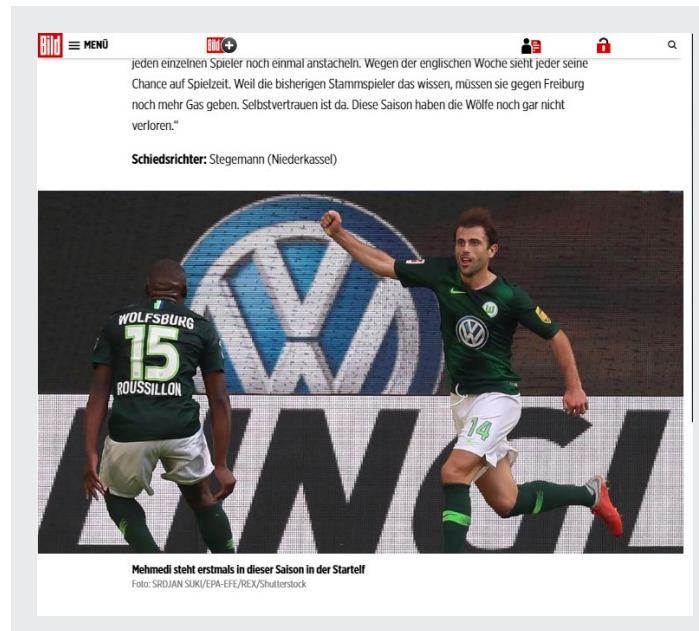 Bild MENÜ Bild+
jeden einzelnen Spieler noch einmal anstacheln. Wegen der englischen Woche sieht jeder seine
Chance auf Spielzeit. Weil die bisherigen Stammspieler das wissen, müssen sie gegen Freiburg
noch mehr Gas geben. Selbstvertrauen ist da. Diese Saison haben die Wölfe noch gar nicht
verloren.“
Schiedsrichter: Stegemann (Niederkassel)
WOLFSBURG
15
ROUSSILLON
14
Mehmedi steht erstmals in dieser Saison in der Startelf
Foto: SRDJAN SUKI/EPA-EFE/REX/Shutterstock